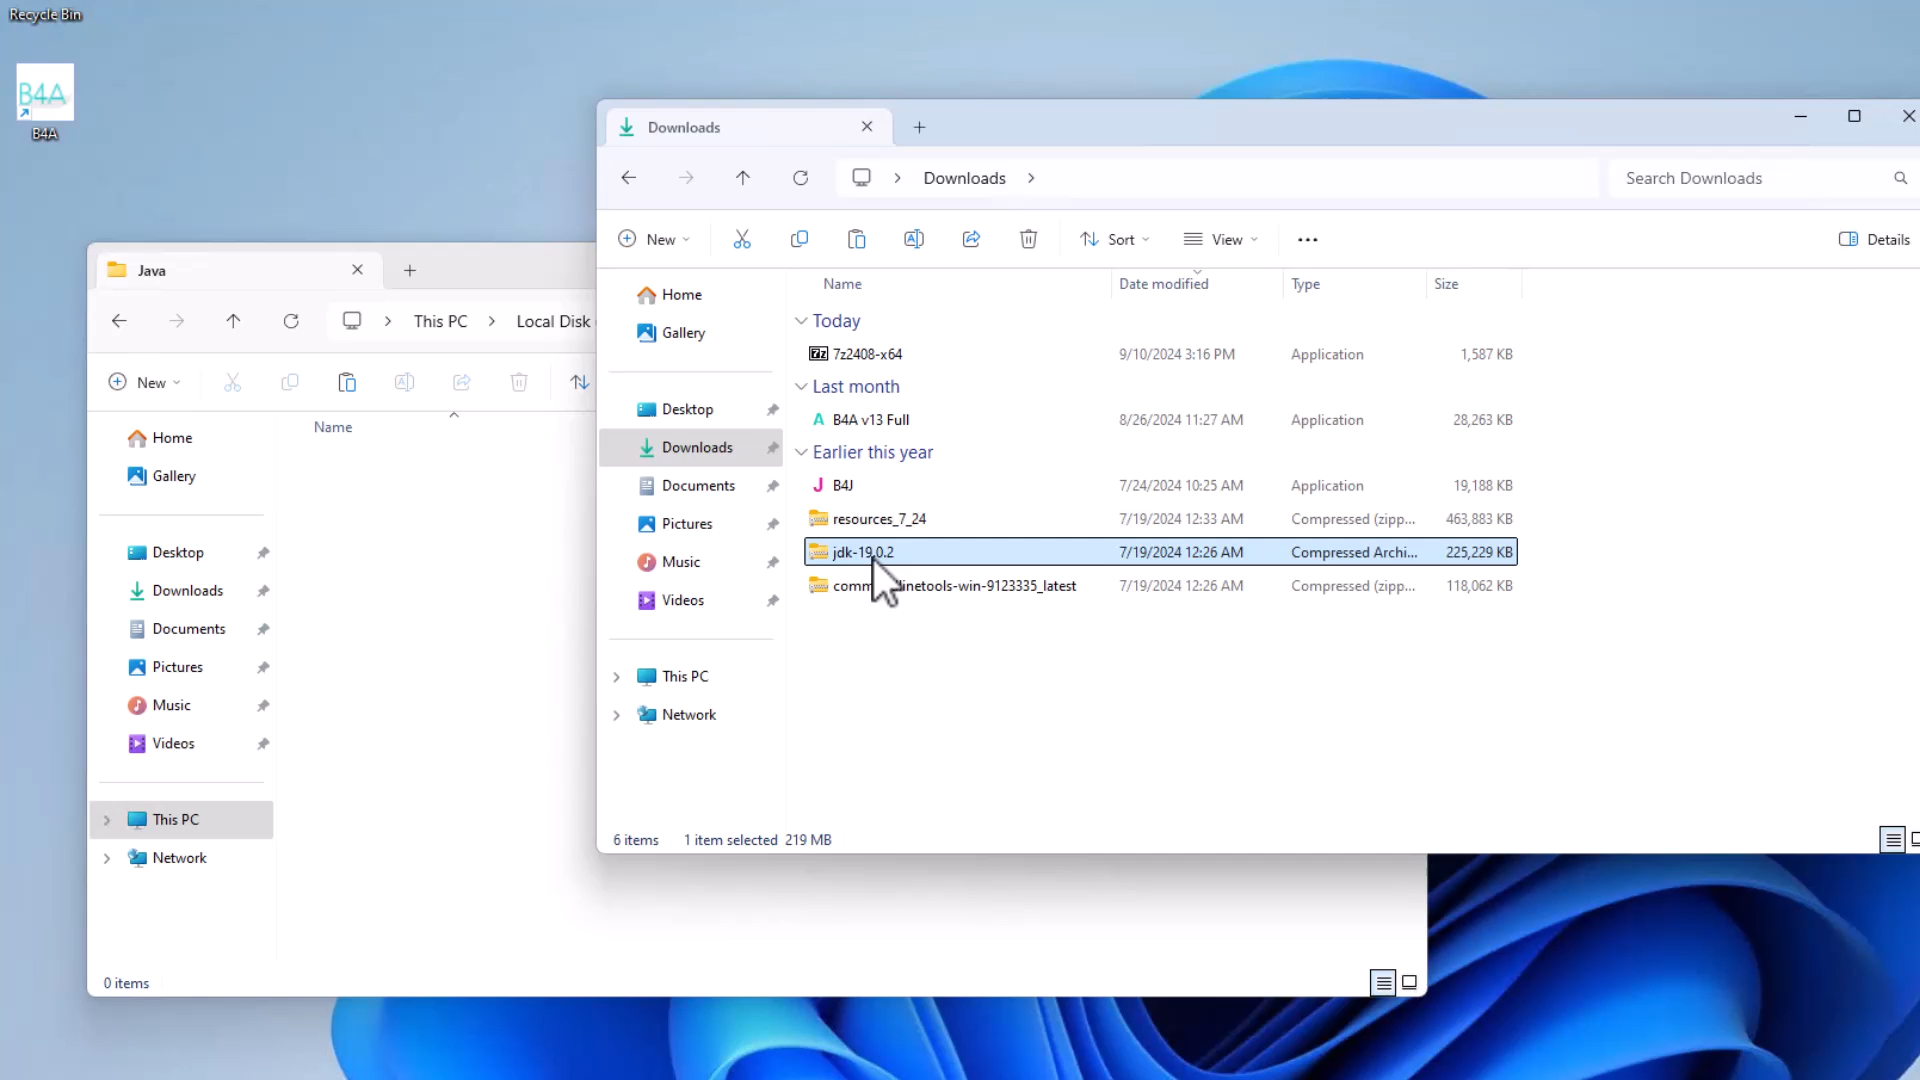 Recycle Bin
B4A
B4A
Downloads
Downloads
Search Downloads
New
Sort
View
Details
Home
Gallery
Desktop
Downloads
Documents
Pictures
Music
Videos
This PC
Network
Name Date modified Type Size
Today
7z 7z2408-x64 9/10/2024 3:16 PM Application 1,587 KB
Last month
A B4A v13 Full 8/26/2024 11:27 AM Application 28,263 KB
Earlier this year
J B4J 7/24/2024 10:25 AM Application 19,188 KB
resources_7_24 7/19/2024 12:33 AM Compressed (zipp... 463,883 KB
jdk-19.0.2 7/19/2024 12:26 AM Compressed Archi... 225,229 KB
comm linetools-win-9123335_latest 7/19/2024 12:26 AM Compressed (zipp... 118,062 KB
6 items 1 item selected 219 MB
Java
This PC Local Disk
New
Home
Gallery
Desktop
Downloads
Documents
Pictures
Music
Videos
This PC
Network
Name
0 items